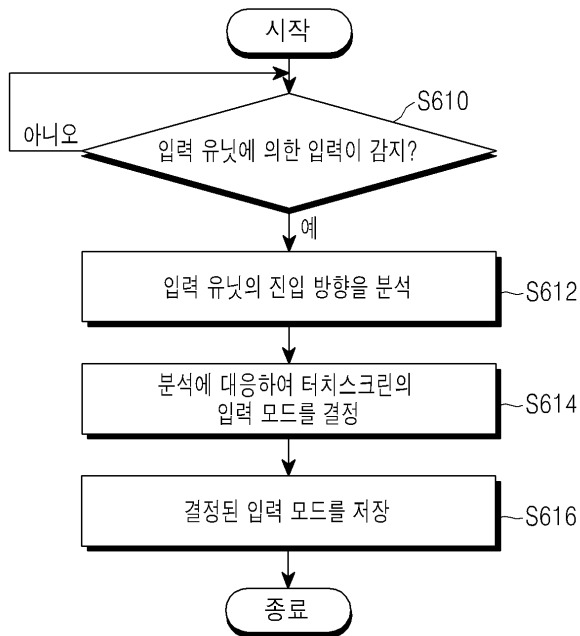 시작
S610
아니오
입력 유닛에 의한 입력이 감지?
예
입력 유닛의 진입 방향을 분석
S612
분석에 대응하여 터치스크린의
입력 모드를 결정
S614
결정된 입력 모드를 저장
S616
종료